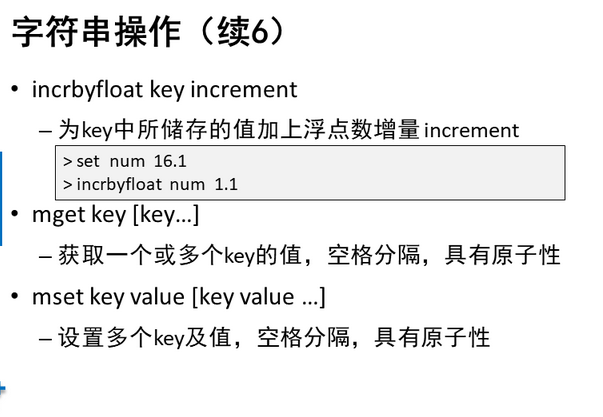 字符串操作（续6）
• incrbyfloat key increment
– 为key中所储存的值加上浮点数增量 increment
> set num 16.1
> incrbyfloat num 1.1
• mget key [key...]
– 获取一个或多个key的值，空格分隔，具有原子性
• mset key value [key value ...]
– 设置多个key及值，空格分隔，具有原子性